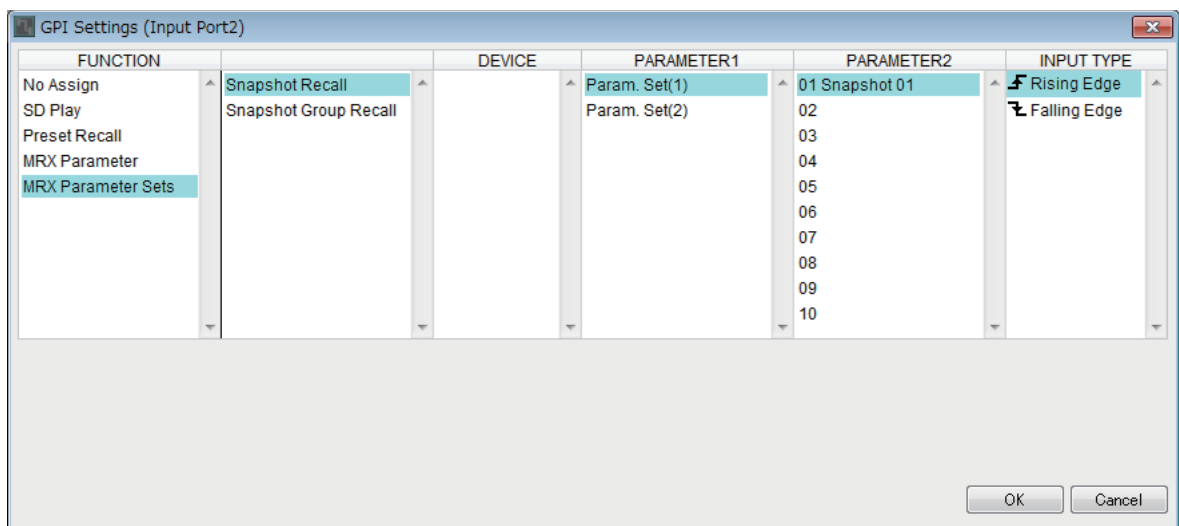 GPI Settings (Input Port2)
FUNCTION DEVICE PARAMETER1 PARAMETER2 INPUT TYPE
No Assign Snapshot Recall Param. Set(1) 01 Snapshot 01 Rising Edge
SD Play Snapshot Group Recall Param. Set(2) 02 Falling Edge
Preset Recall 03
MRX Parameter 04
MRX Parameter Sets 05
06
07
08
09
10
OK Cancel